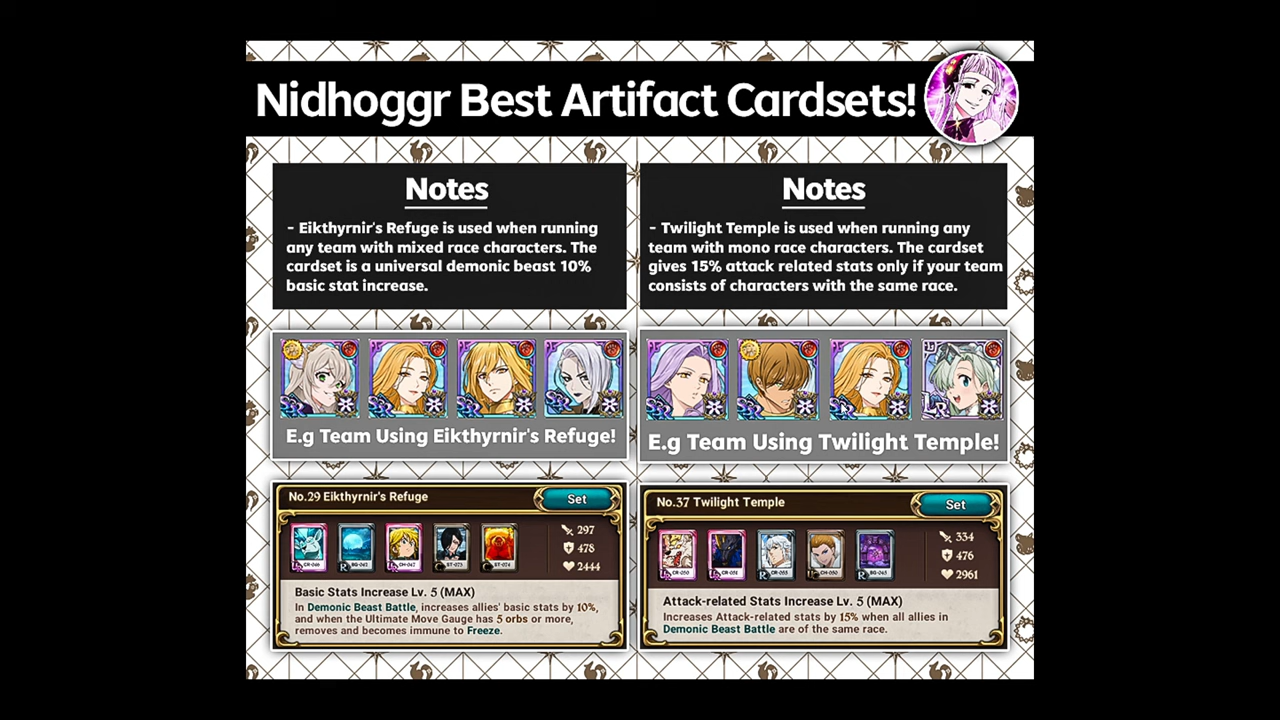 Nidhoggr Best Artifact Cardsets!
Notes
- Eikthyrnir's Refuge is used when running
any team with mixed race characters. The
cardset is a universal demonic beast 10%
basic stat increase.
Notes
- Twilight Temple is used when running any
team with mono race characters. The cardset
gives 15% attack related stats only if your team
consists of characters with the same race.
E.g Team Using Eikthyrnir's Refuge!
E.g Team Using Twilight Temple!
No.29 Eikthyrnir's Refuge
Set
297
478
2444
Basic Stats Increase Lv. 5 (MAX)
In Demonic Beast Battle, increases allies' basic stats by 10%,
and when the Ultimate Move Gauge has 5 orbs or more,
removes and becomes immune to Freeze.
No.37 Twilight Temple
Set
334
476
2961
Attack-related Stats Increase Lv. 5 (MAX)
Increases Attack-related stats by 15% when all allies in
Demonic Beast Battle are of the same race.